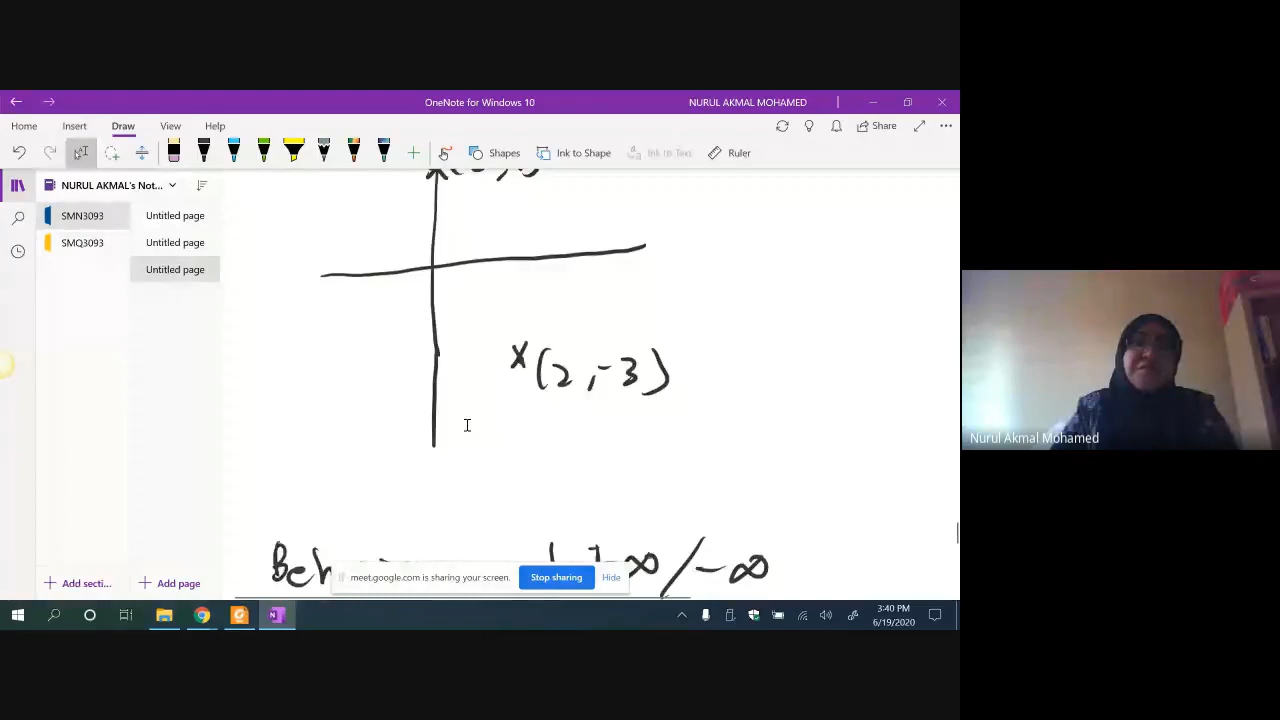 OneNote for Windows 10
NURUL AKMAL MOHAMED
Home Insert Draw View Help
Share
Shapes Ink to Shape Ink to Text Ruler
NURUL AKMAL's Not...
SMN3093
SMQ3093
Untitled page
Untitled page
Untitled page
x (2, -3)
∞/-∞
meet.google.com is sharing your screen. Stop sharing Hide
Add secti... Add page
3:40 PM
6/19/2020
Nurul Akmal Mohamed